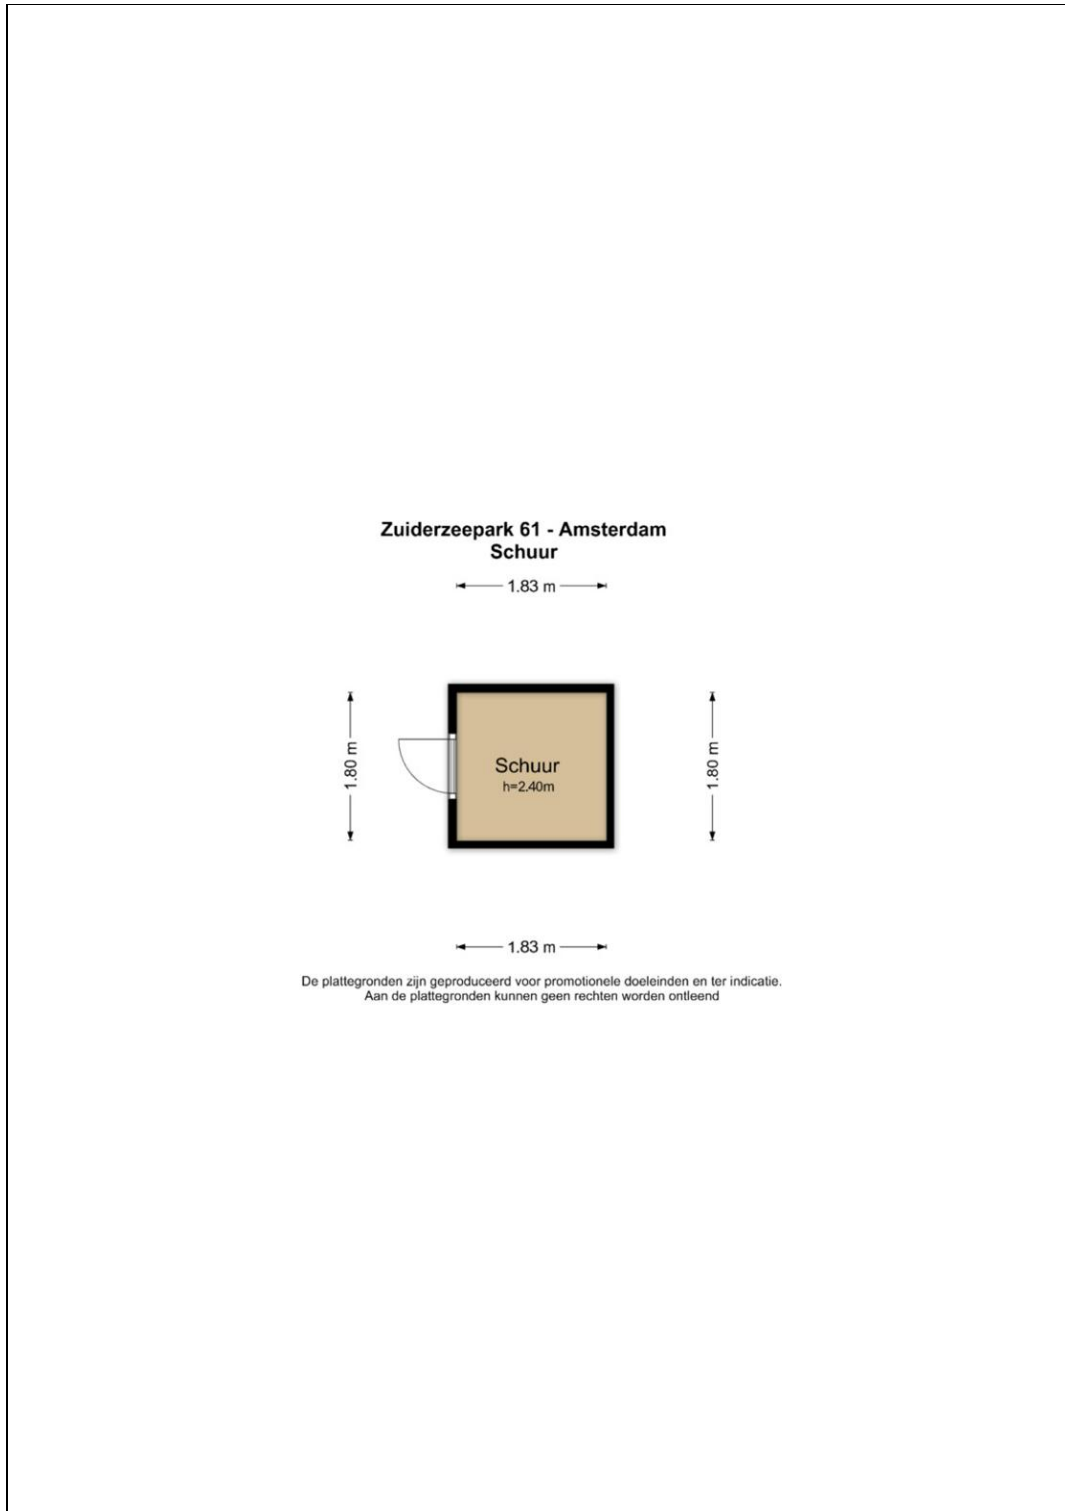 Zuiderzeepark 61 - Amsterdam
Schuur
1.83 m
1.80 m
Schuur
h=2.40m
1.80 m
1.83 m
De plattegronden zijn geproduceerd voor promotionele doeleinden en ter indicatie.
Aan de plattegronden kunnen geen rechten worden ontleend